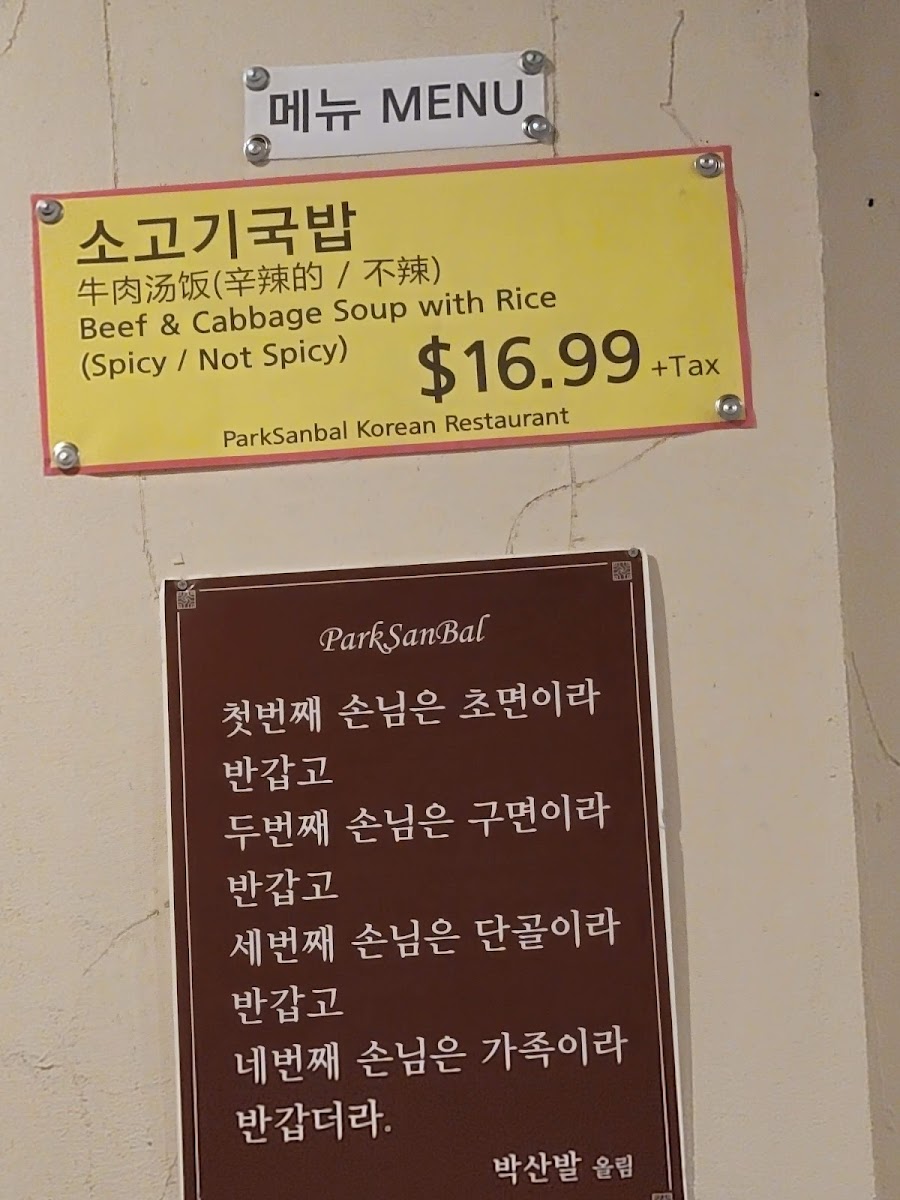 메뉴 MENU
소고기국밥
牛肉汤饭(辛辣的 / 不辣)
Beef & Cabbage Soup with Rice
(Spicy / Not Spicy)
$16.99 +Tax
ParkSanbal Korean Restaurant
ParkSanBal
첫번째 손님은 초면이라
반갑고
두번째 손님은 구면이라
반갑고
세번째 손님은 단골이라
반갑고
네번째 손님은 가족이라
반갑더라.
박산발 올림